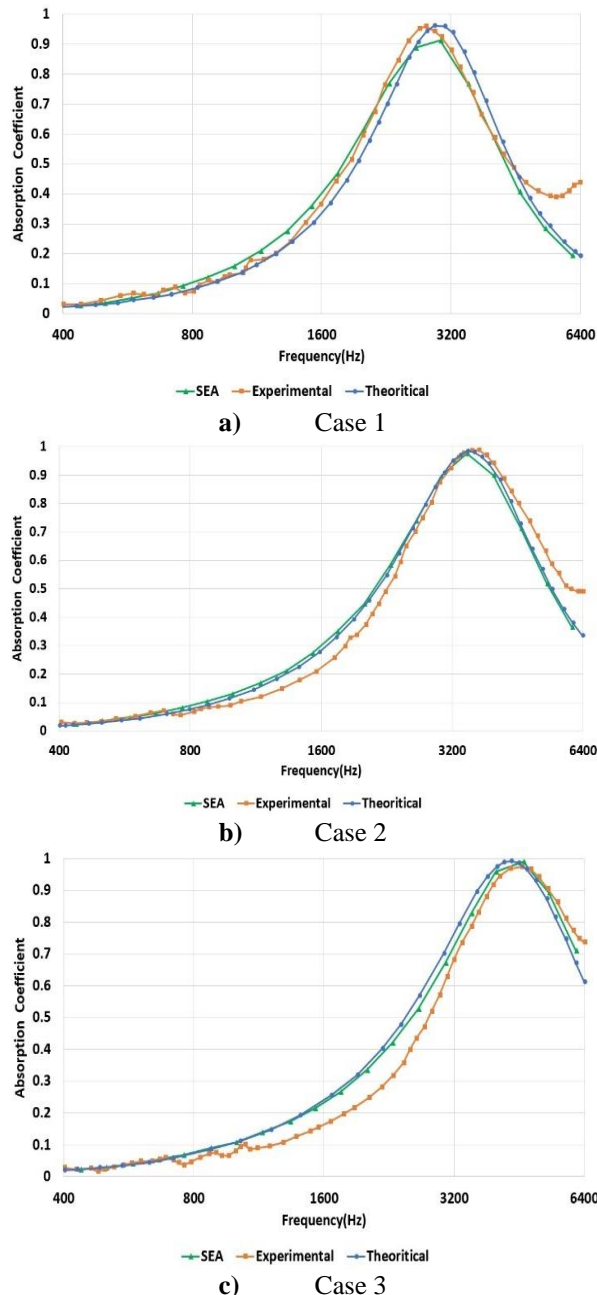 1
0.9
0.8
0.7
0.6
0.5
0.4
0.3
0.2
0.1
0
Absorption Coefficient
400 800 1600 3200 6400
Frequency(Hz)
SEA Experimental Theoritical
a) Case 1
1
0.9
0.8
0.7
0.6
0.5
0.4
0.3
0.2
0.1
0
Absorption Coefficient
400 800 1600 3200 6400
Frequency(Hz)
SEA Experimental Theoritical
b) Case 2
1
0.9
0.8
0.7
0.6
0.5
0.4
0.3
0.2
0.1
0
Absorption Coefficient
400 800 1600 3200 6400
Frequency(Hz)
SEA Experimental Theoritical
c) Case 3